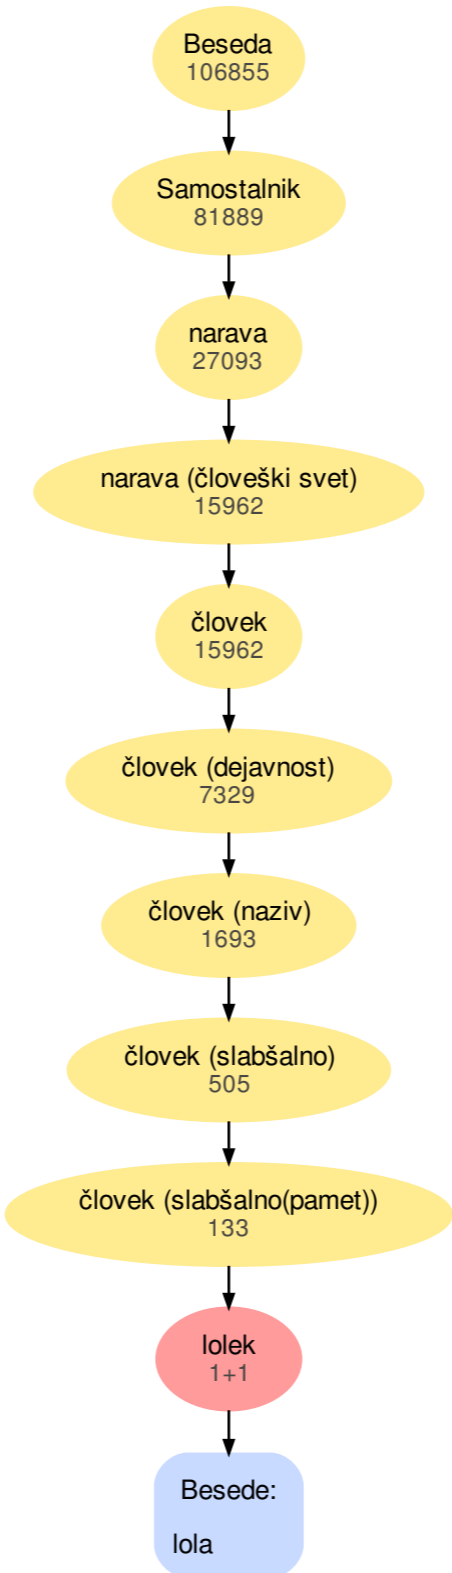 Beseda
106855
Samostalnik
81889
narava
27093
narava (človeški svet)
15962
človek
15962
človek (dejavnost)
7329
človek (naziv)
1693
človek (slabšalno)
505
človek (slabšalno(pamet))
133
lolek
1+1
Besede:
lola